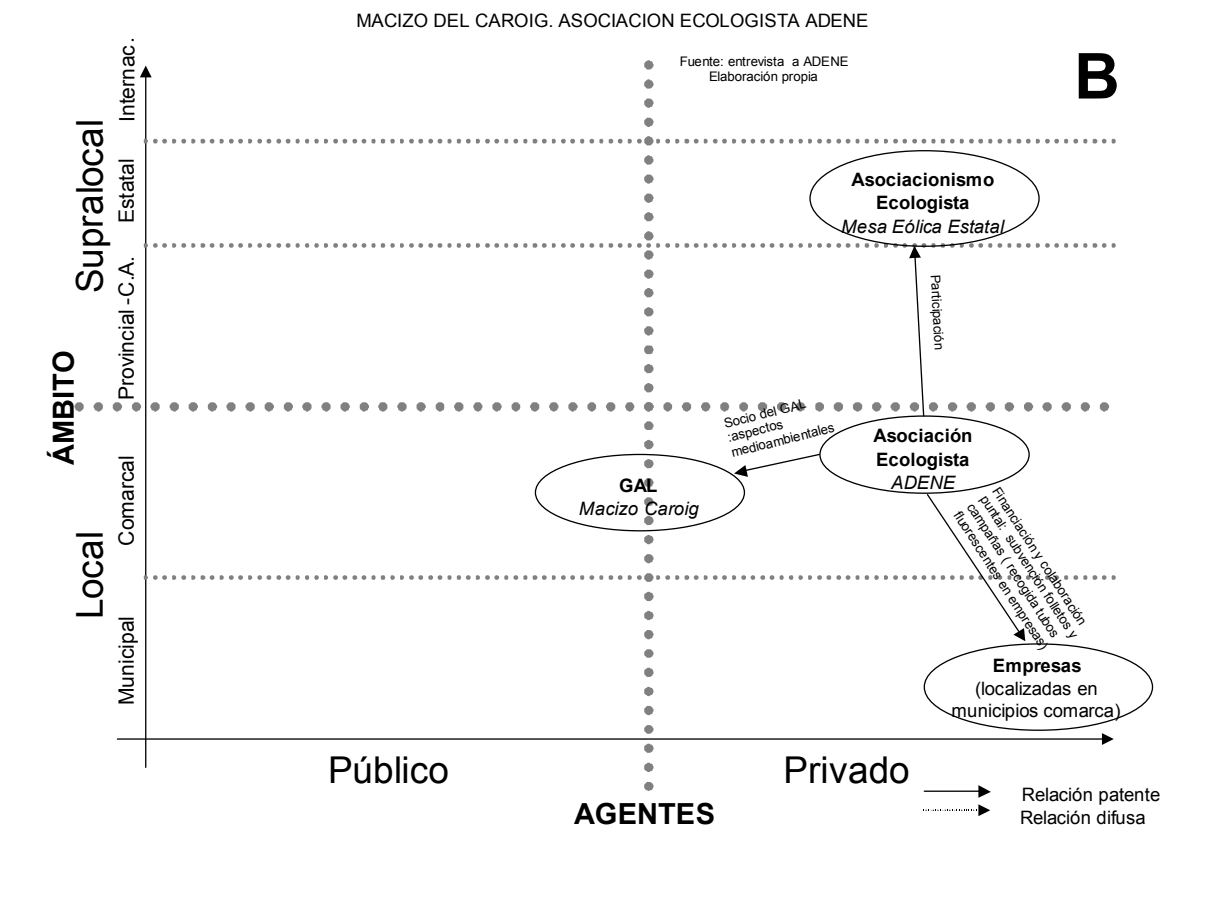 MACIZO DEL CAROIG. ASOCIACION ECOLOGISTA ADENE
Fuente: entrevista a ADENE
Elaboración propia
B
ÁMBITO
Supralocal
Local
Internac.
Estatal
Provincial -C.A.
Comarcal
Municipal
Asociacionismo
Ecologista
Mesa Eólica Estatal
Participación
Socio del GAL
:aspectos
medioambientales
Asociación
Ecologista
ADENE
GAL
Macizo Caroig
Financiación y colaboración
puntal: subvención folletos y
campañas ( recogida tubos
fluorescentes en empresas)
Empresas
(localizadas en
municipios comarca)
Público
Privado
AGENTES
Relación patente
Relación difusa